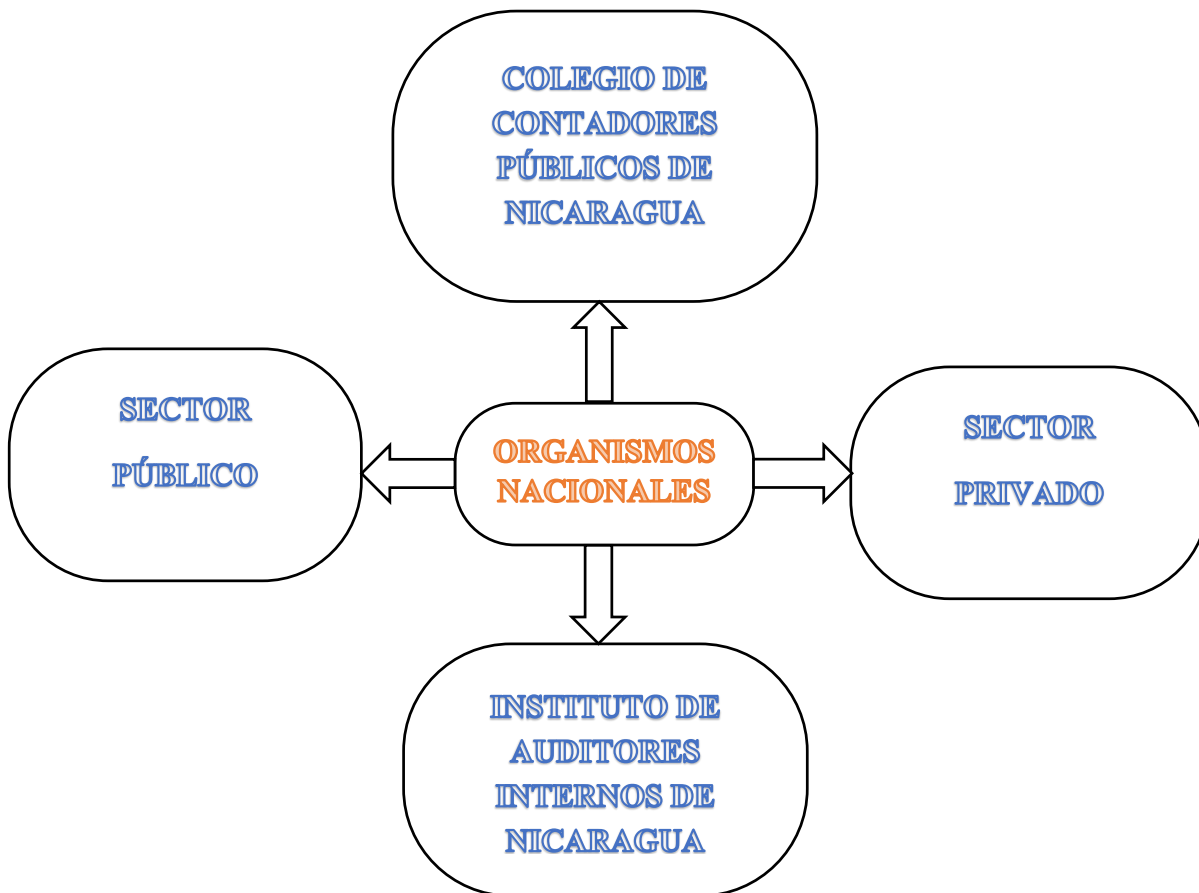 COLEGIO DE
CONTADORES
PÚBLICOS DE
NICARAGUA
SECTOR
PÚBLICO
ORGANISMOS
NACIONALES
SECTOR
PRIVADO
INSTITUTO DE
AUDITORES
INTERNOS DE
NICARAGUA